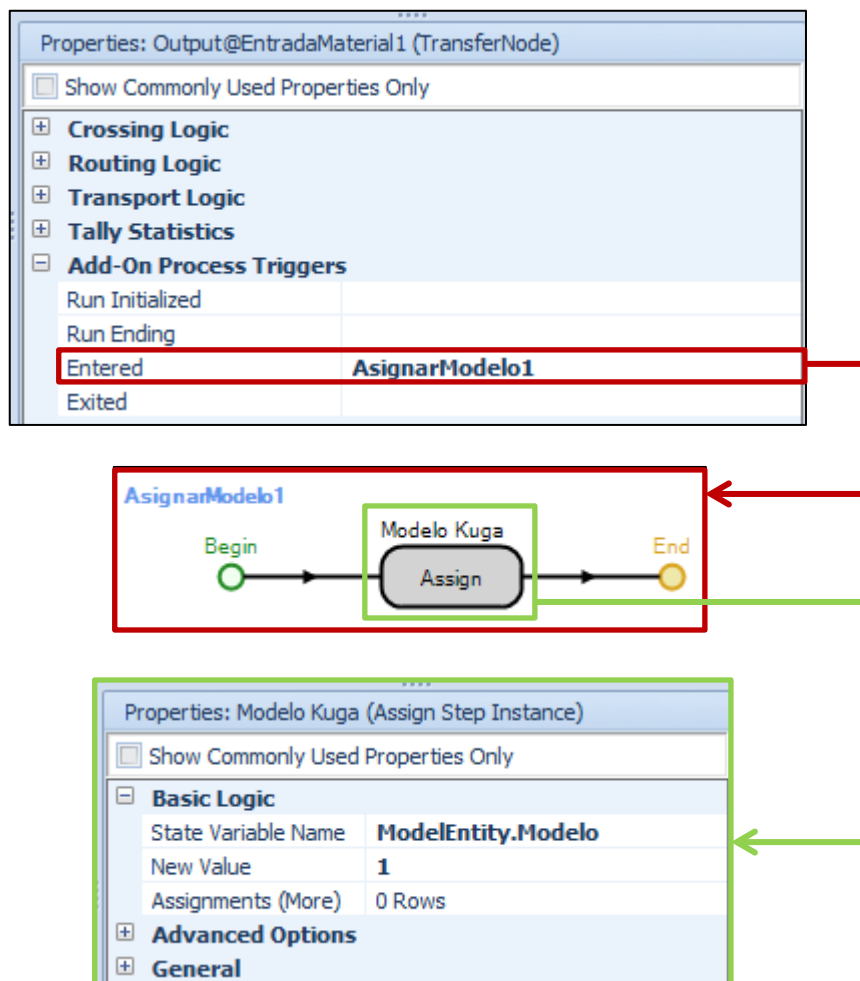 Properties: Output@EntradaMaterial1 (TransferNode)
Show Commonly Used Properties Only
Crossing Logic
Routing Logic
Transport Logic
Tally Statistics
Add-On Process Triggers
Run Initialized
Run Ending
Entered AsignarModelo1
Exited
AsignarModelo1
Modelo Kuga
Begin End
Assign
Properties: Modelo Kuga (Assign Step Instance)
Show Commonly Used Properties Only
Basic Logic
State Variable Name ModelEntity.Modelo
New Value 1
Assignments (More) 0 Rows
Advanced Options
General